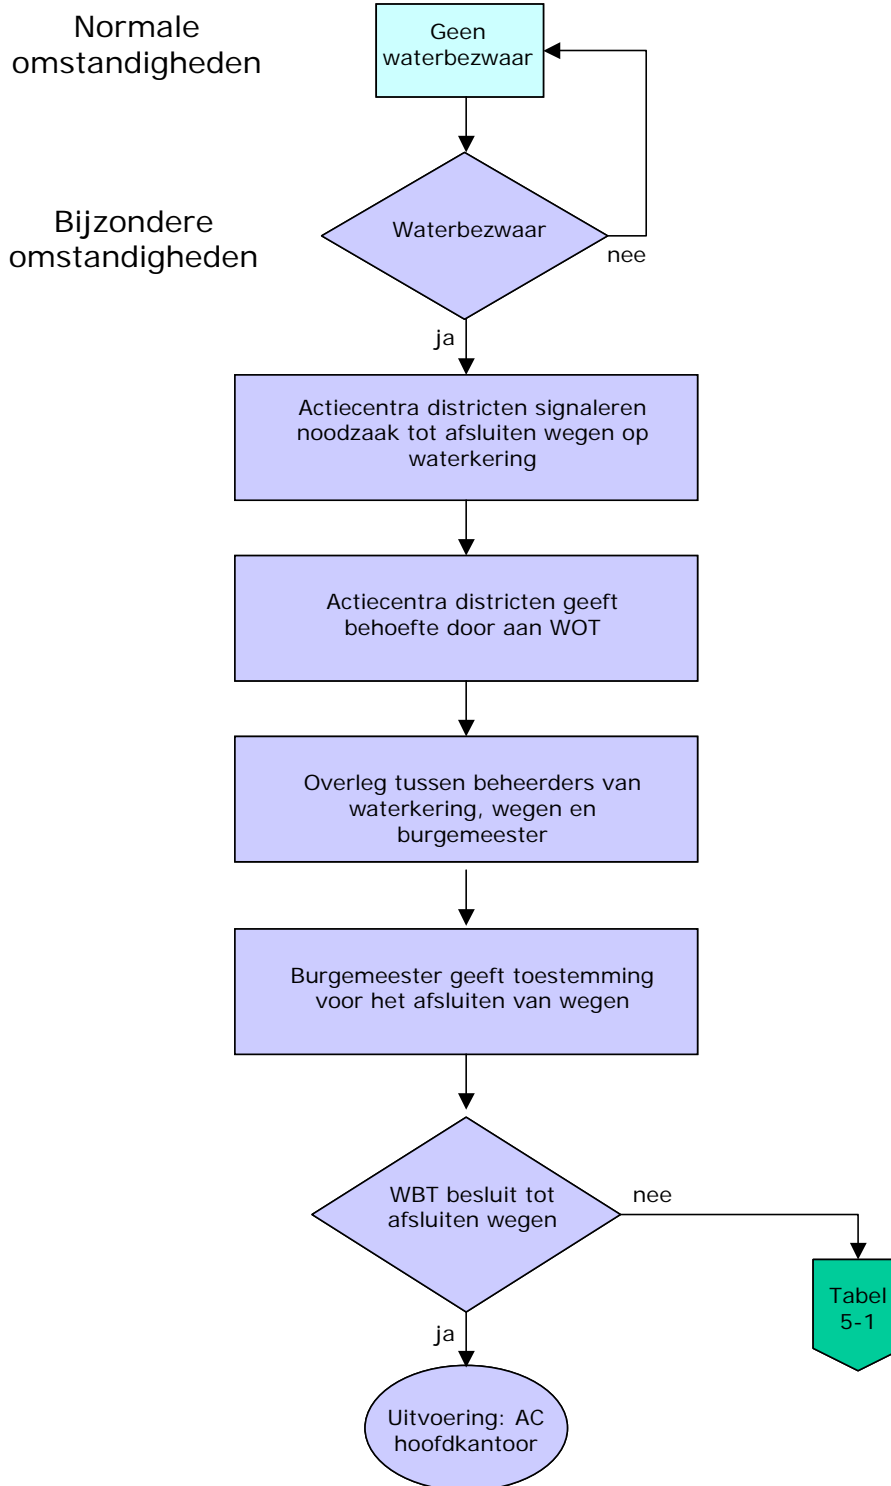 Normale
omstandigheden
Geen
waterbezwaar
Bijzondere
omstandigheden
Waterbezwaar
nee
ja
Actiecentra districten signaleren
noodzaak tot afsluiten wegen op
waterkering
Actiecentra districten geeft
behoefte door aan WOT
Overleg tussen beheerders van
waterkering, wegen en
burgemeester
Burgemeester geeft toestemming
voor het afsluiten van wegen
WBT besluit tot
afsluiten wegen
nee
Tabel
5-1
ja
Uitvoering: AC
hoofdkantoor